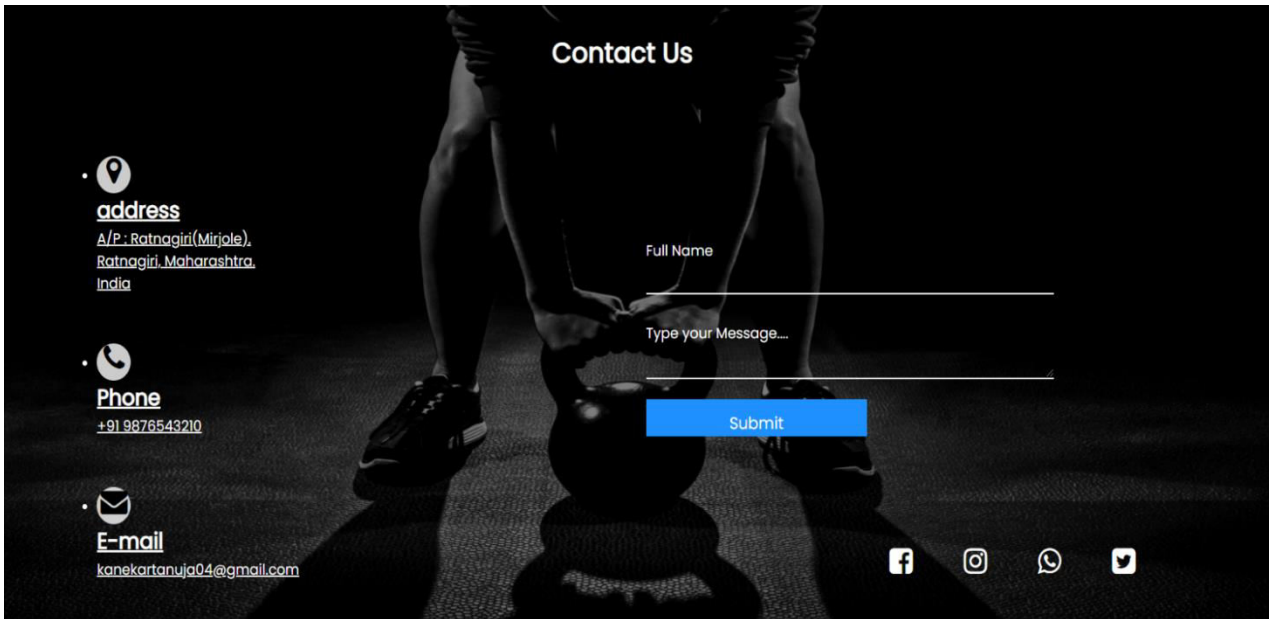 Contact Us
address
A/P : Ratnagiri(Mirjole),
Ratnagiri, Maharashtra,
India
Phone
+91 9876543210
E-mail
kanekartanuja04@gmail.com
Full Name
Type your Message....
Submit